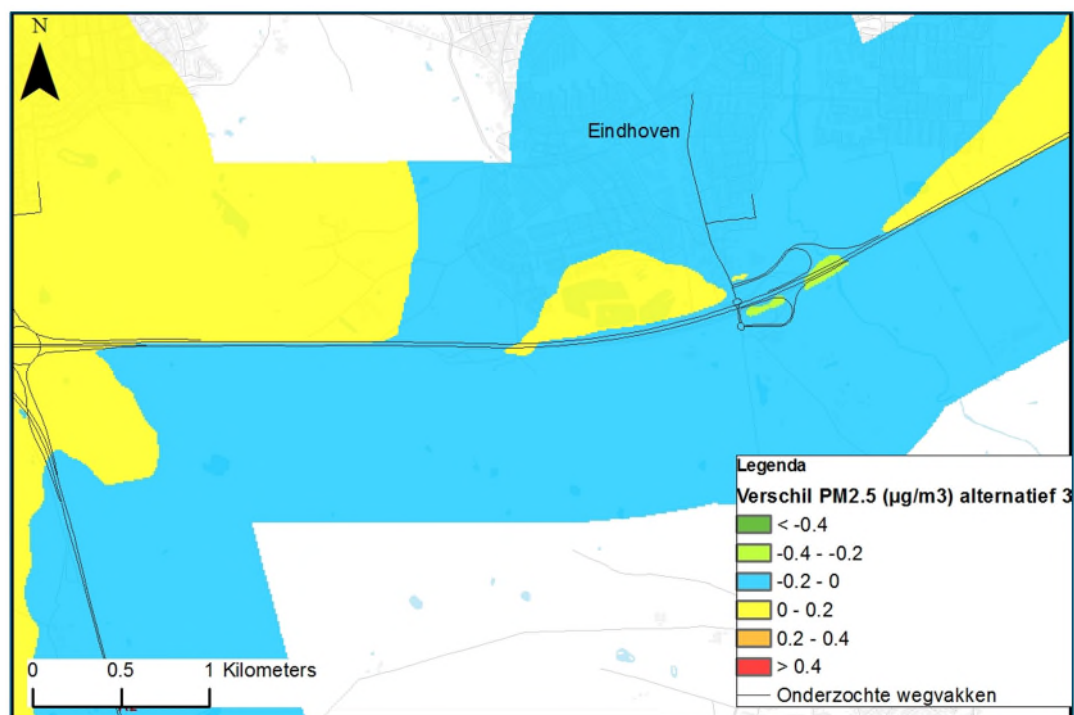 N
Eindhoven
Legenda
Verschil PM2.5 (µg/m3) alternatief 3
< -0.4
-0.4 - -0.2
-0.2 - 0
0 - 0.2
0.2 - 0.4
> 0.4
Onderzochte wegvakken
0 0.5 1 Kilometers